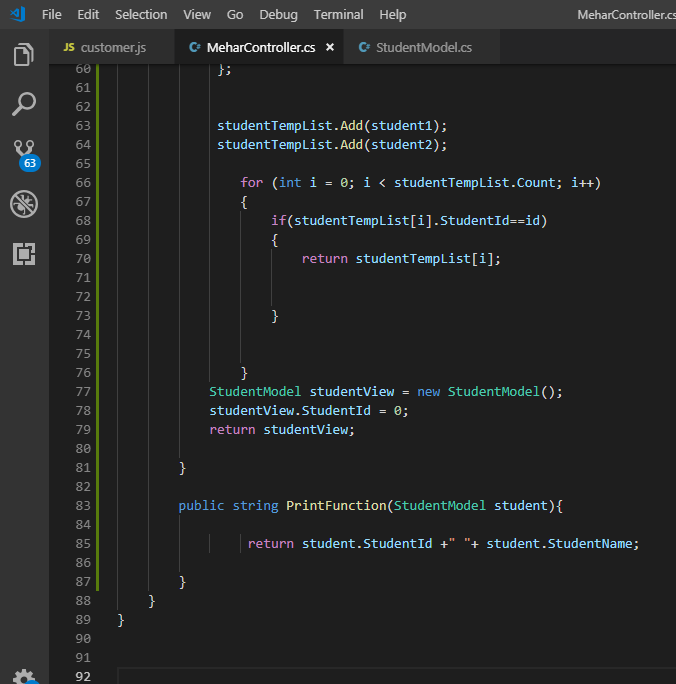 File Edit Selection View Go Debug Terminal Help MeharController.cs
JS customer.js C# MeharController.cs × C# StudentModel.cs
60 };
61
62
63 studentTempList.Add(student1);
64 studentTempList.Add(student2);
65
66 for (int i = 0; i < studentTempList.Count; i++)
67 {
68 if(studentTempList[i].StudentId==id)
69 {
70 return studentTempList[i];
71
72
73 }
74
75
76 }
77 StudentModel studentView = new StudentModel();
78 studentView.StudentId = 0;
79 return studentView;
80
81 }
82
83 public string PrintFunction(StudentModel student){
84
85 return student.StudentId +" "+ student.StudentName;
86
87 }
88 }
89 }
90
91
92
63